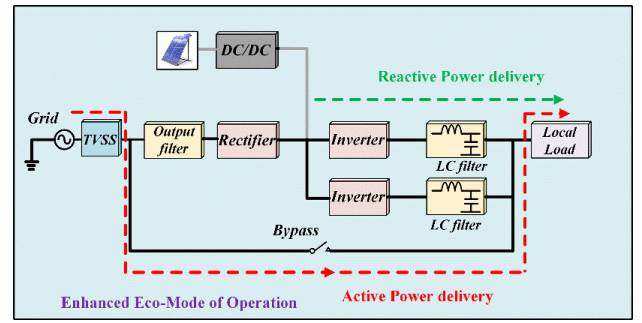 DC/DC
Reactive Power delivery
Grid
TVSS
Output
filter
Rectifier
Inverter
LC filter
Local
Load
Inverter
LC filter
Bypass
Enhanced Eco-Mode of Operation
Active Power delivery